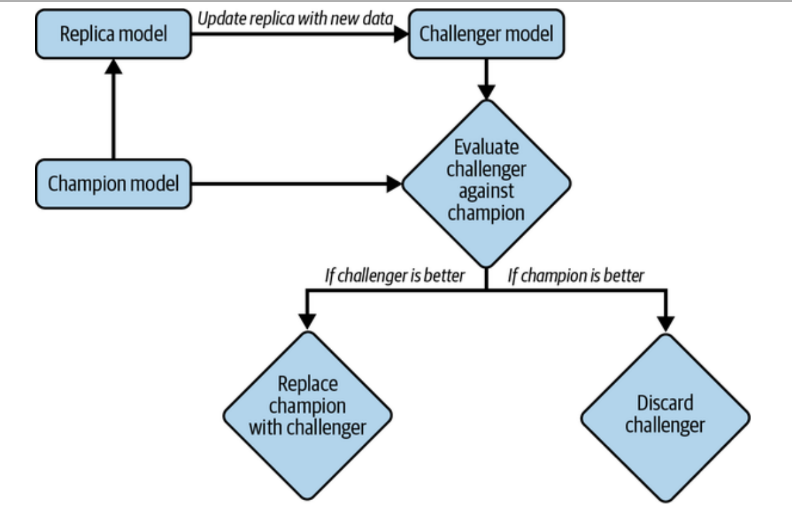 Replica model
Update replica with new data
Challenger model
Champion model
Evaluate
challenger
against
champion
If challenger is better
If champion is better
Replace
champion
with challenger
Discard
challenger